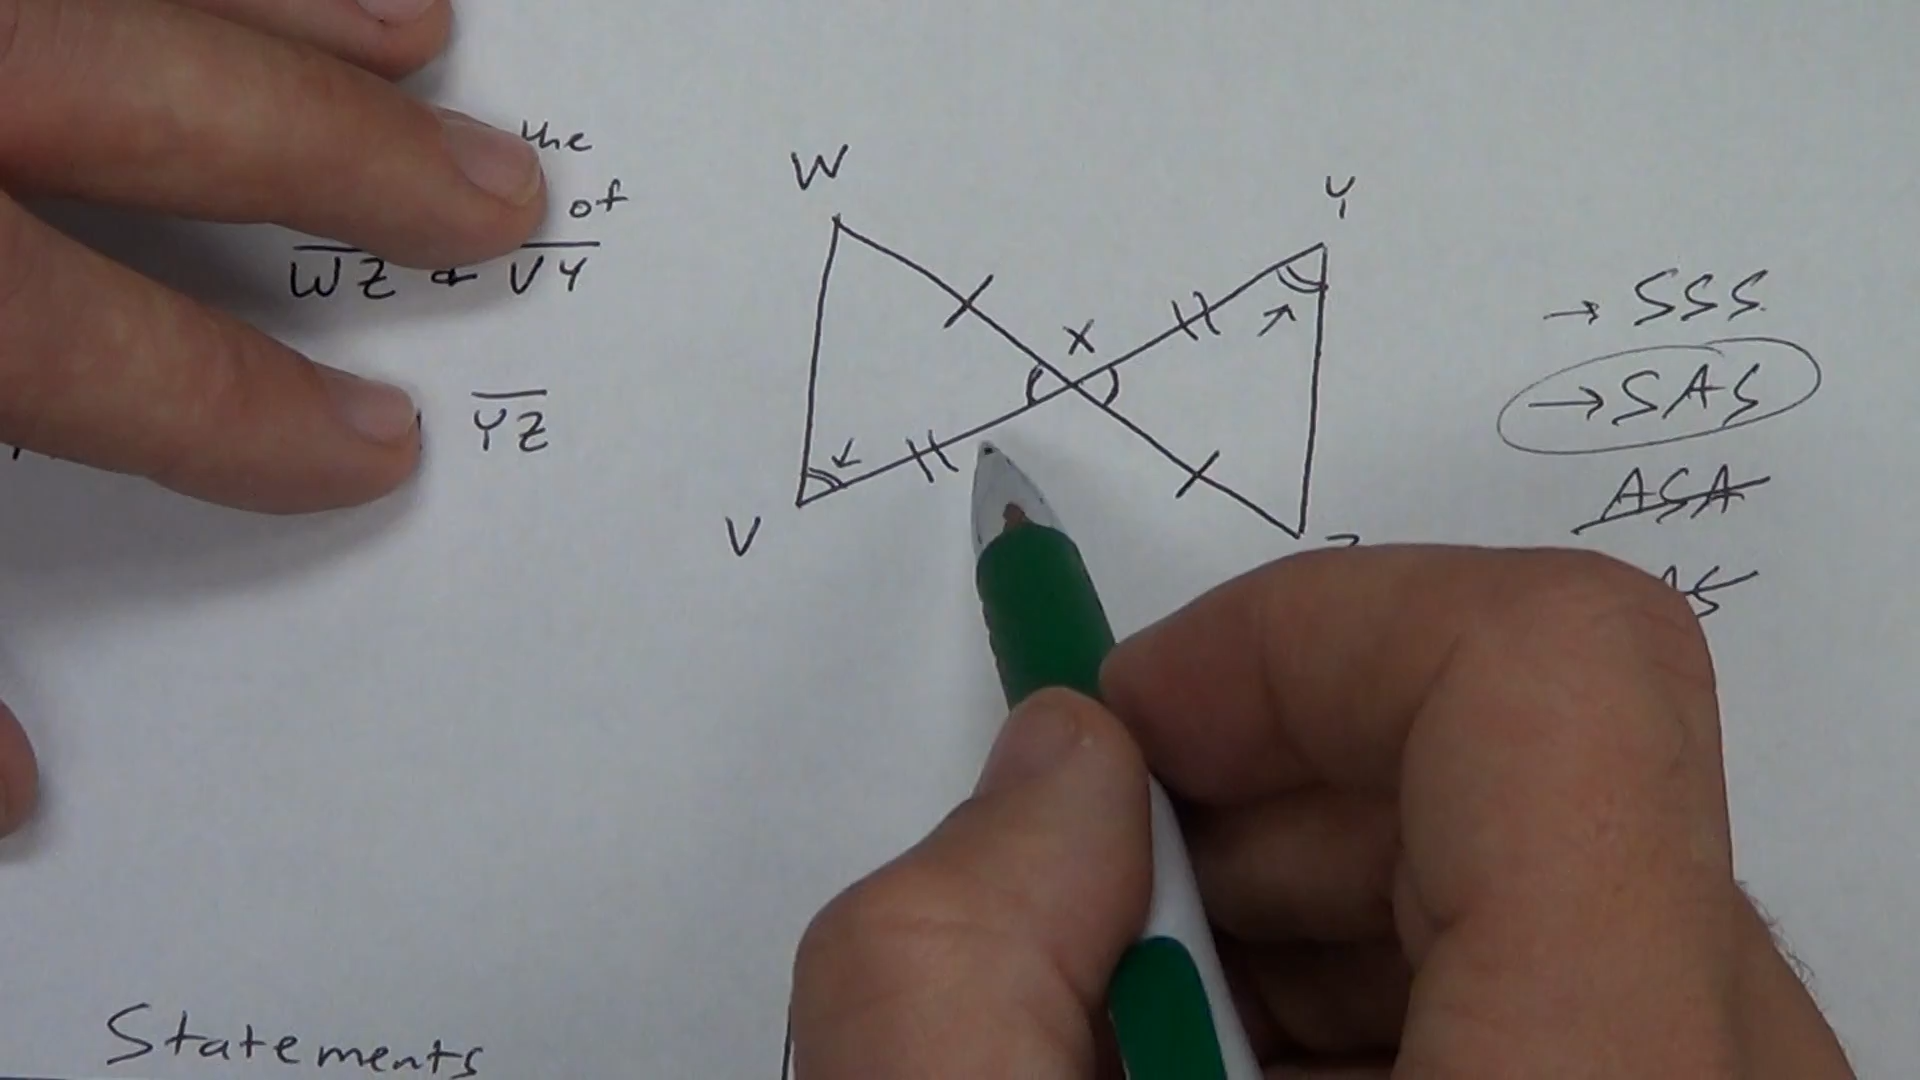 the
of
WZ & VY
YZ
W
Y
X
V
→ SSS
→ SAS
ASA
Statements